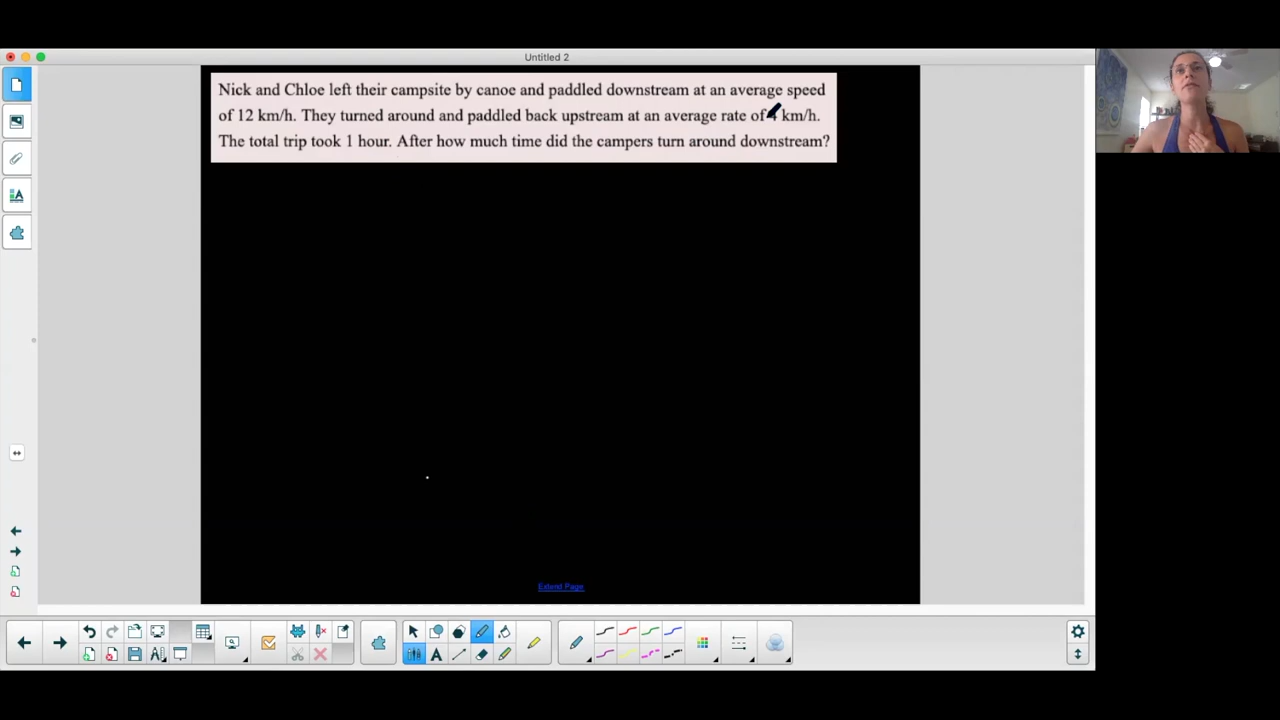 Untitled 2
Nick and Chloe left their campsite by canoe and paddled downstream at an average speed
of 12 km/h. They turned around and paddled back upstream at an average rate of 4 km/h.
The total trip took 1 hour. After how much time did the campers turn around downstream?
Extend Page